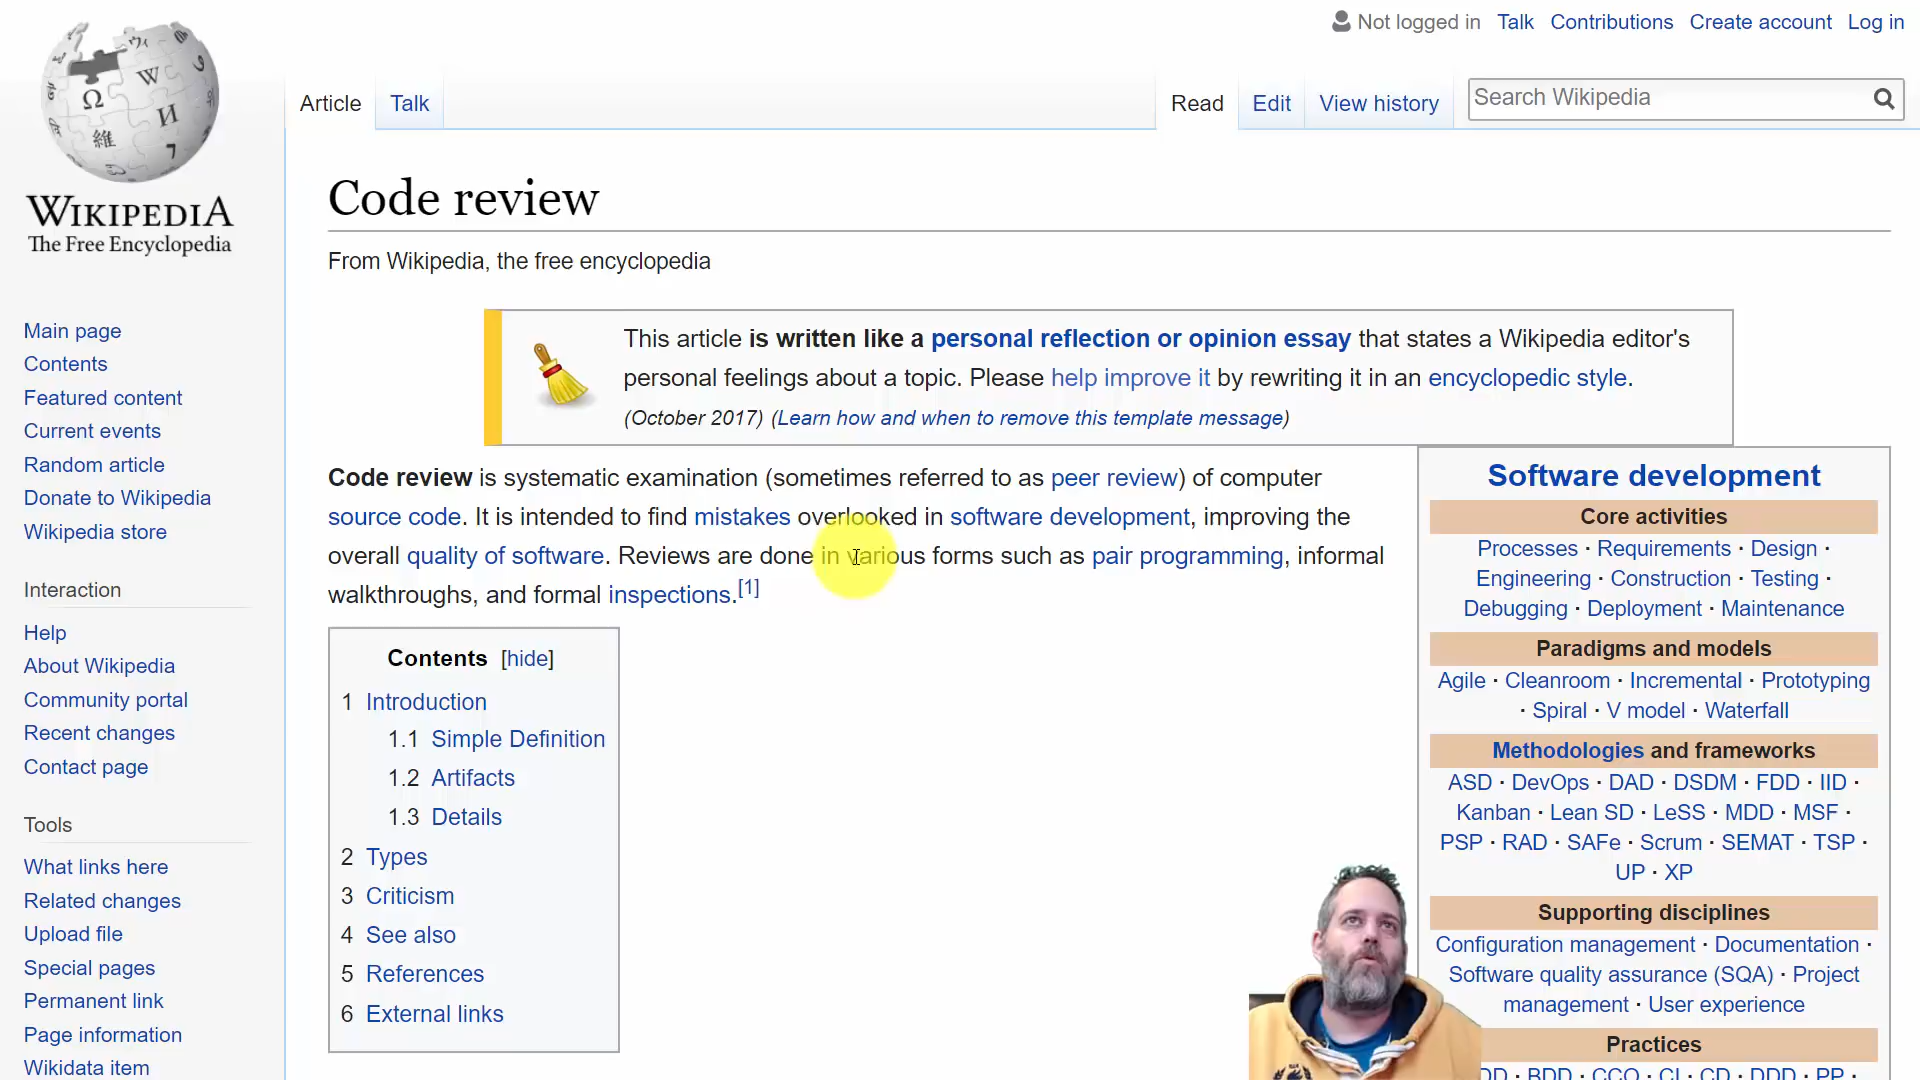 Not logged in Talk Contributions Create account Log in
Article Talk Read Edit View history Search Wikipedia
Ω W И 維 7 ウィ
WIKIPEDIA
The Free Encyclopedia
Main page
Contents
Featured content
Current events
Random article
Donate to Wikipedia
Wikipedia store
Interaction
Help
About Wikipedia
Community portal
Recent changes
Contact page
Tools
What links here
Related changes
Upload file
Special pages
Permanent link
Page information
Wikidata item
Code review
From Wikipedia, the free encyclopedia
This article is written like a personal reflection or opinion essay that states a Wikipedia editor's
personal feelings about a topic. Please help improve it by rewriting it in an encyclopedic style.
(October 2017) (Learn how and when to remove this template message)
Code review is systematic examination (sometimes referred to as peer review) of computer
source code. It is intended to find mistakes overlooked in software development, improving the
overall quality of software. Reviews are done in various forms such as pair programming, informal
walkthroughs, and formal inspections.[1]
Contents [hide]
1 Introduction
1.1 Simple Definition
1.2 Artifacts
1.3 Details
2 Types
3 Criticism
4 See also
5 References
6 External links
Software development
Core activities
Processes · Requirements · Design ·
Engineering · Construction · Testing ·
Debugging · Deployment · Maintenance
Paradigms and models
Agile · Cleanroom · Incremental · Prototyping
· Spiral · V model · Waterfall
Methodologies and frameworks
ASD · DevOps · DAD · DSDM · FDD · IID ·
Kanban · Lean SD · LeSS · MDD · MSF ·
PSP · RAD · SAFe · Scrum · SEMAT · TSP ·
UP · XP
Supporting disciplines
Configuration management · Documentation ·
Software quality assurance (SQA) · Project
management · User experience
Practices
BDD · CCO · CI · CD · DDD · PP ·